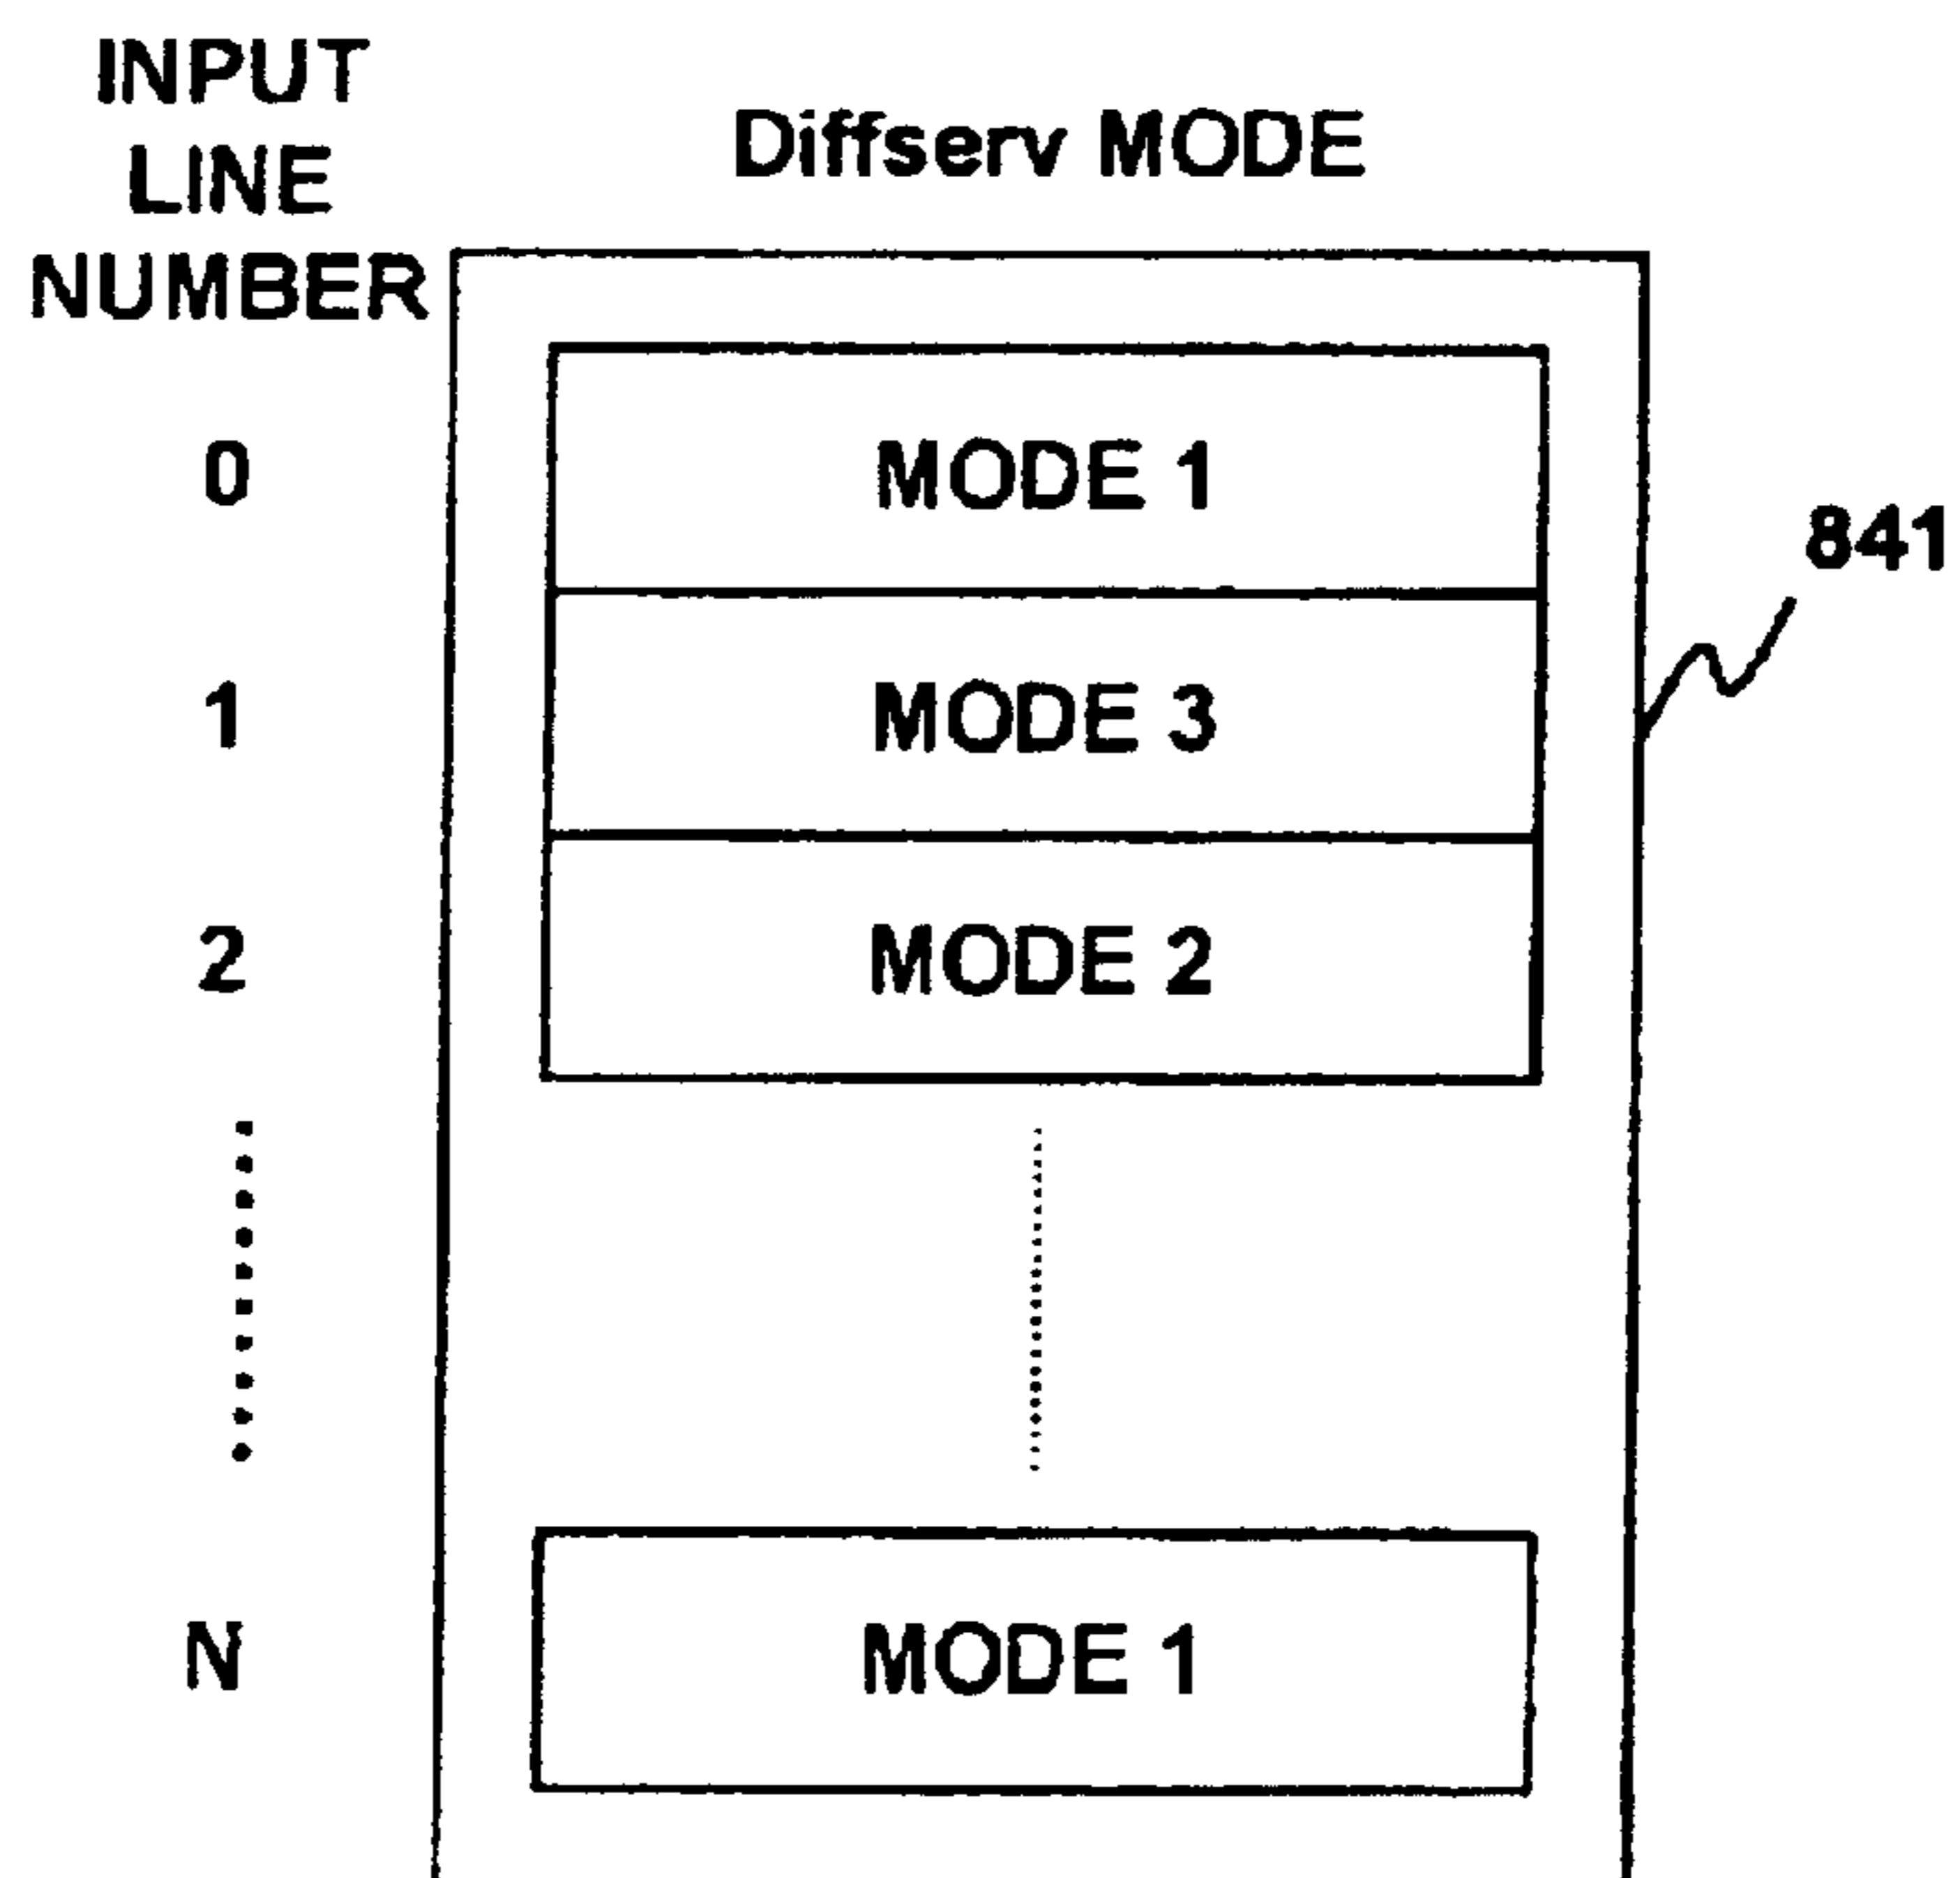 INPUT
LINE
NUMBER
Diffserv MODE
0 MODE 1
841
1 MODE 3
2 MODE 2
N MODE 1